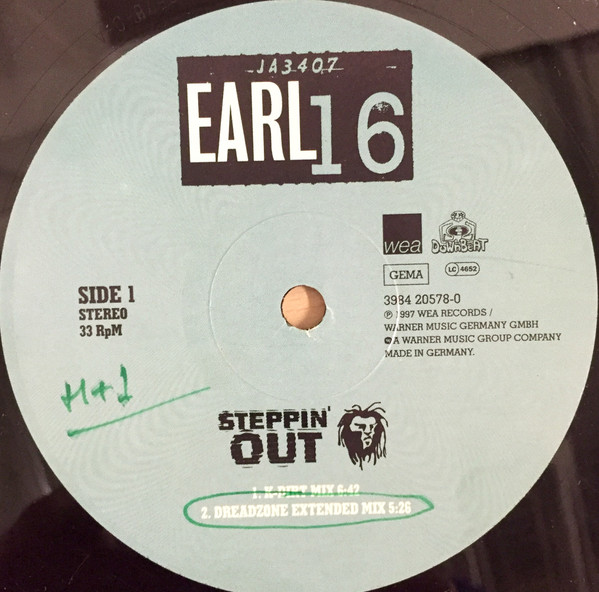 JA3407
EARL 16
wea
DOWNBEAT
GEMA
LC 4652
3984 20578-0
℗ 1997 WEA RECORDS /
WARNER MUSIC GERMANY GMBH
A WARNER MUSIC GROUP COMPANY
MADE IN GERMANY.
SIDE 1
STEREO
33 RpM
STEPPIN'
OUT
1. K-DIRT MIX 6:42
2. DREADZONE EXTENDED MIX 5:26